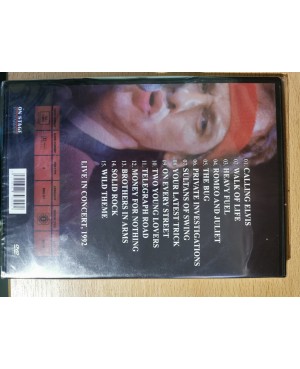 01. CALLING ELVIS
02. WALK OF LIFE
03. HEAVY FUEL
04. ROMEO AND JULIET
05. THE BUG
06. PRIVATE INVESTIGATIONS
07. SULTANS OF SWING
08. YOUR LATEST TRICK
09. ON EVERY STREET
10. TWO YOUNG LOVERS
11. TELEGRAPH ROAD
12. MONEY FOR NOTHING
13. BROTHERS IN ARMS
14. SOLID ROCK
15. WILD THEME
LIVE IN CONCERT, 1992
ON STAGE
DVD